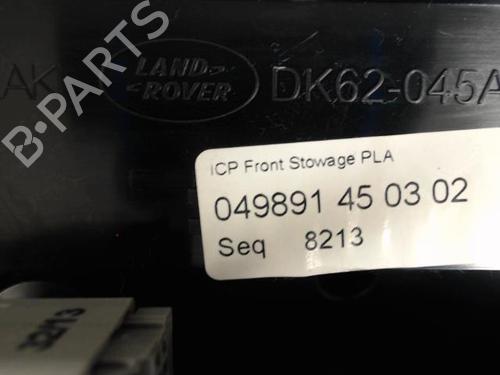 AK LAND ROVER DK62-045A
ICP Front Stowage PLA
049891 45 03 02
Seq 8213
B-PARTS